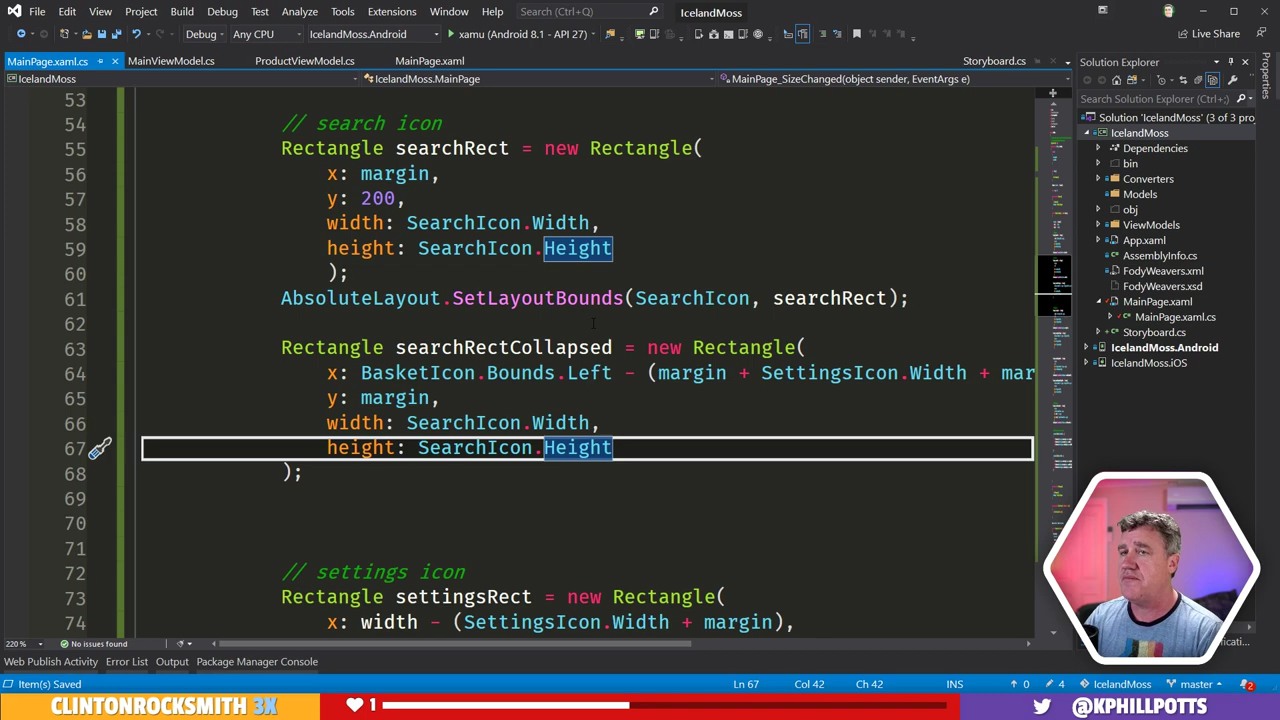 File Edit View Project Build Debug Test Analyze Tools Extensions Window Help Search (Ctrl+Q) IcelandMoss
Debug Any CPU IcelandMoss.Android xamu (Android 8.1 - API 27) Live Share
MainPage.xaml.cs MainViewModel.cs ProductViewModel.cs MainPage.xaml Storyboard.cs
IcelandMoss IcelandMoss.MainPage MainPage_SizeChanged(object sender, EventArgs e)
53
54 // search icon
55 Rectangle searchRect = new Rectangle(
56 x: margin,
57 y: 200,
58 width: SearchIcon.Width,
59 height: SearchIcon.Height
60 );
61 AbsoluteLayout.SetLayoutBounds(SearchIcon, searchRect);
62
63 Rectangle searchRectCollapsed = new Rectangle(
64 x: BasketIcon.Bounds.Left - (margin + SettingsIcon.Width + mar
65 y: margin,
66 width: SearchIcon.Width,
67 height: SearchIcon.Height
68 );
69
70
71
72 // settings icon
73 Rectangle settingsRect = new Rectangle(
74 x: width - (SettingsIcon.Width + margin),
220 % No issues found
Solution Explorer
Search Solution Explorer (Ctrl+;)
Solution 'IcelandMoss' (3 of 3 pro
IcelandMoss
Dependencies
bin
Converters
Models
obj
ViewModels
App.xaml
AssemblyInfo.cs
FodyWeavers.xml
FodyWeavers.xsd
MainPage.xaml
MainPage.xaml.cs
Storyboard.cs
IcelandMoss.Android
IcelandMoss.iOS
Properties
Web Publish Activity Error List Output Package Manager Console
Item(s) Saved Ln 67 Col 42 Ch 42 INS 0 4 IcelandMoss master 2
CLINTONROCKSMITH 3X 1 @KPHILLPOTTS